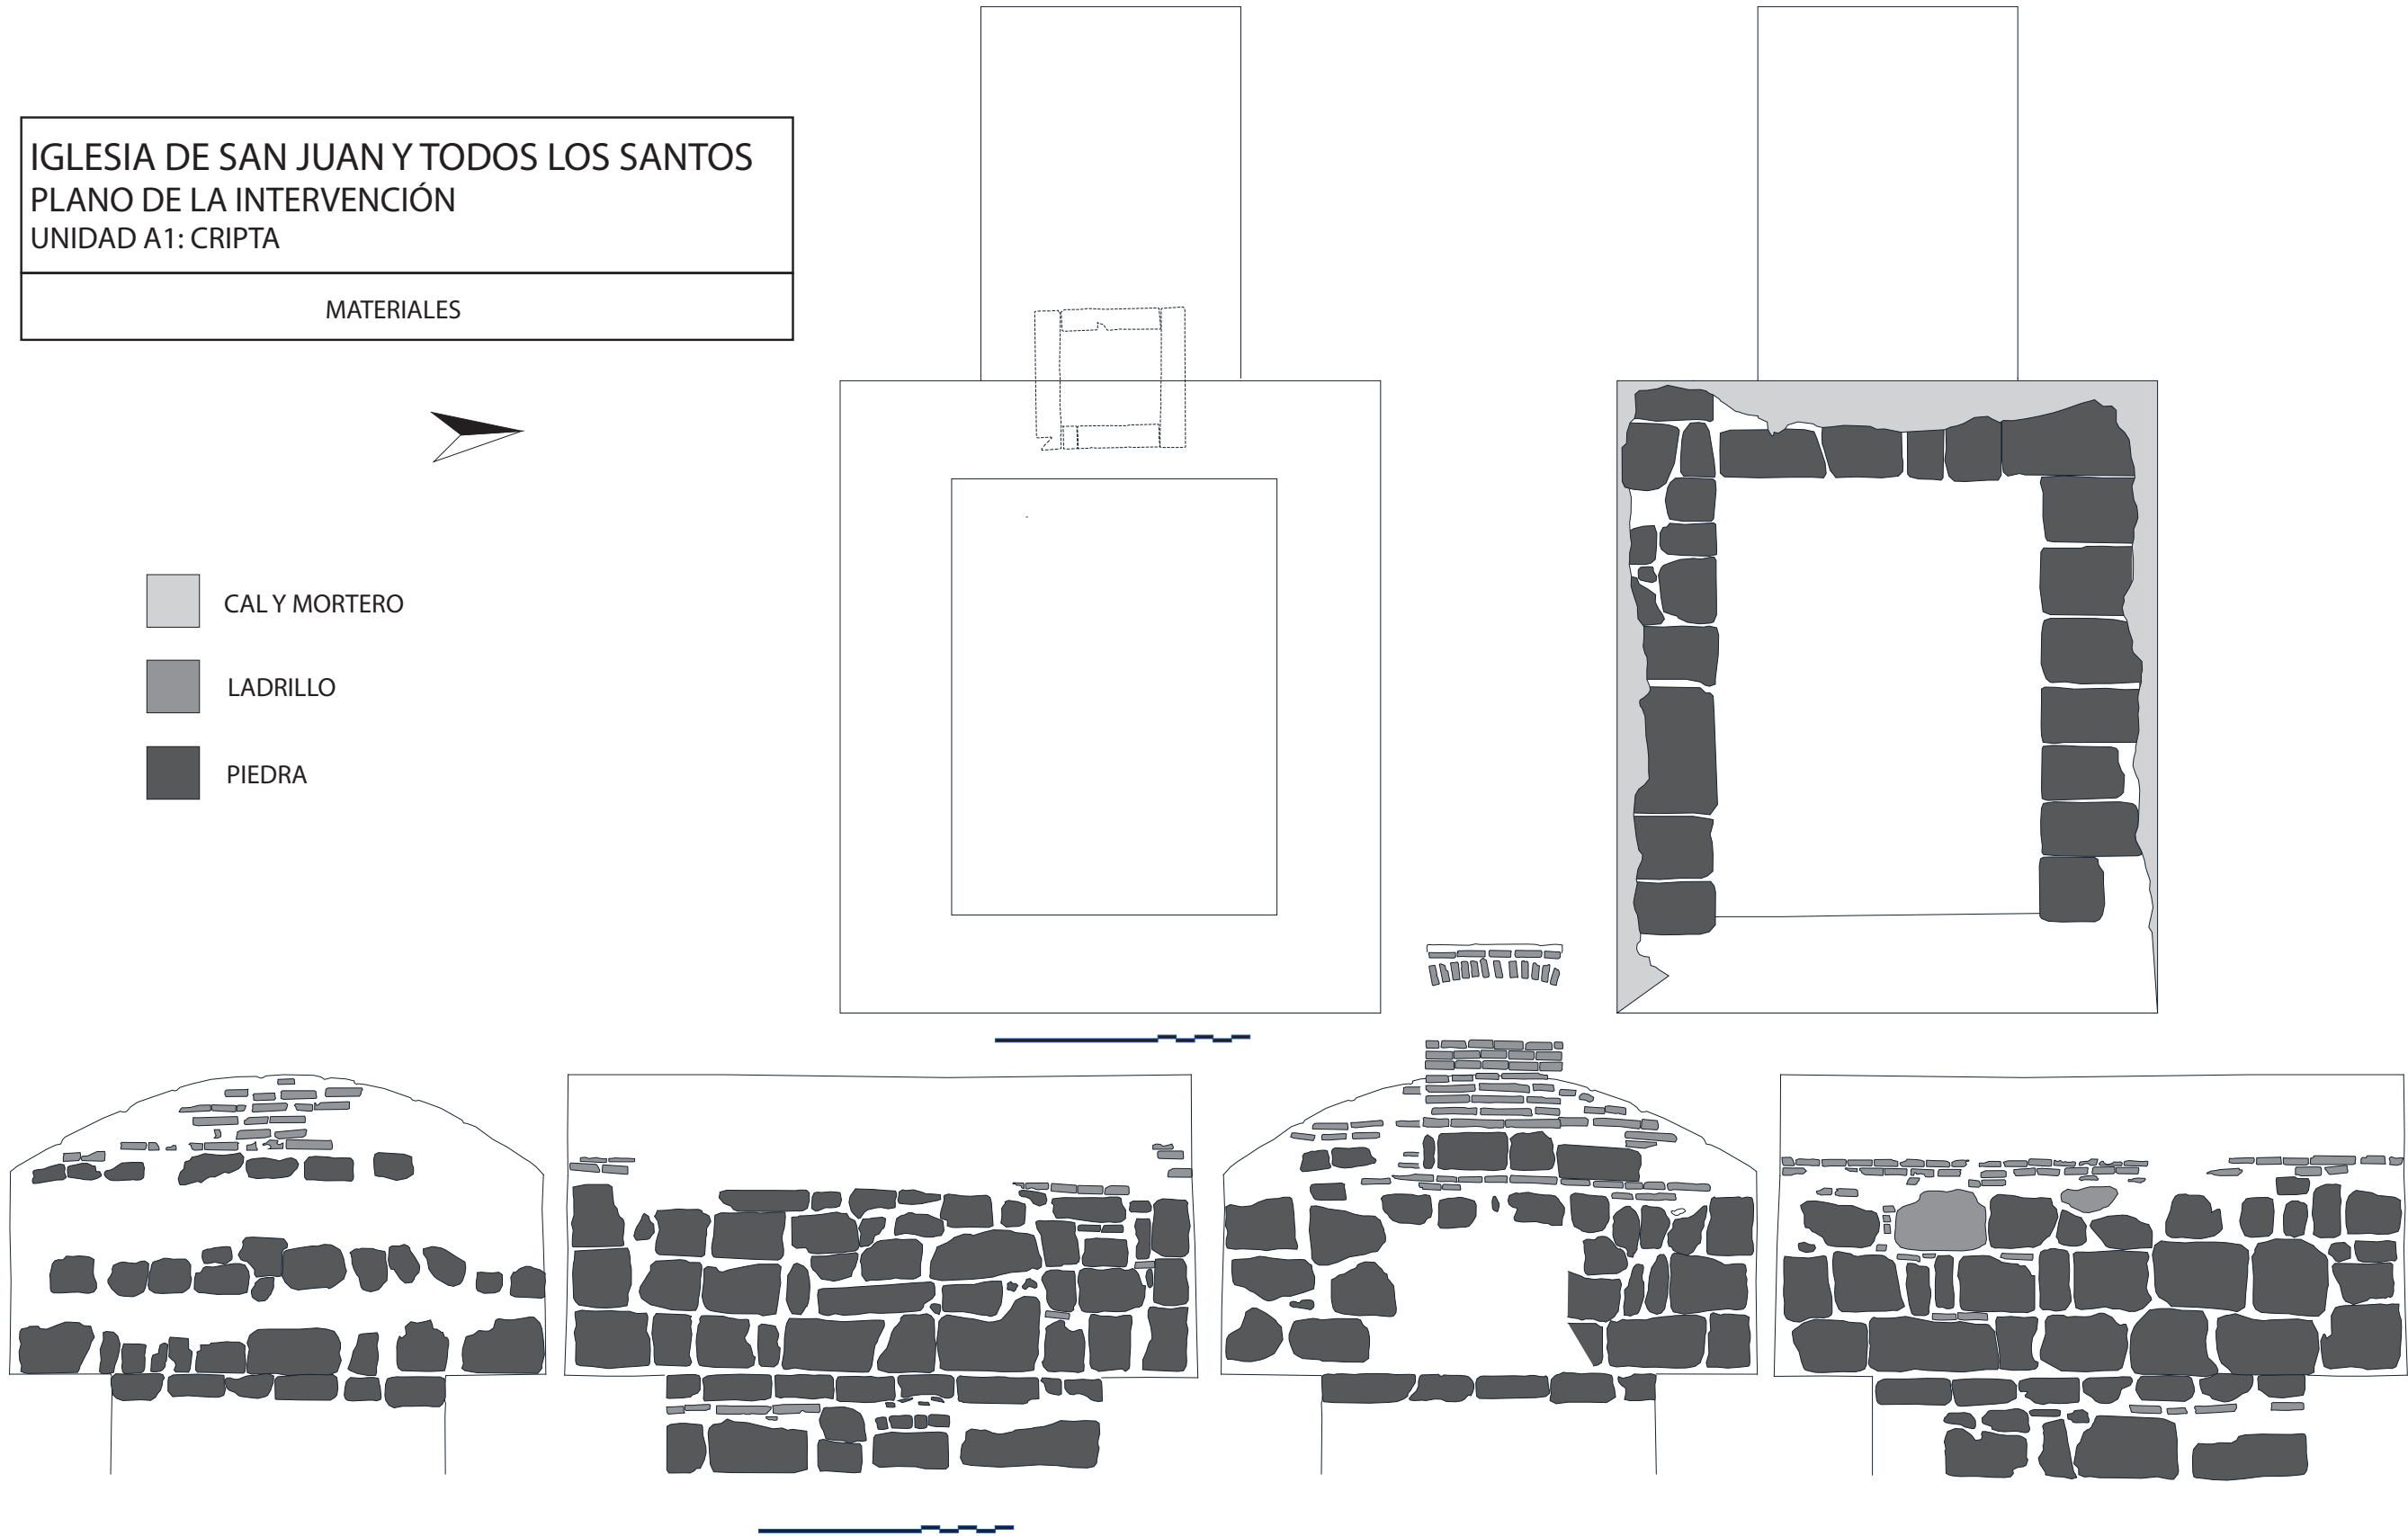 IGLESIA DE SAN JUAN Y TODOS LOS SANTOS
PLANO DE LA INTERVENCIÓN
UNIDAD A1: CRIPTA
MATERIALES
CAL Y MORTERO
LADRILLO
PIEDRA